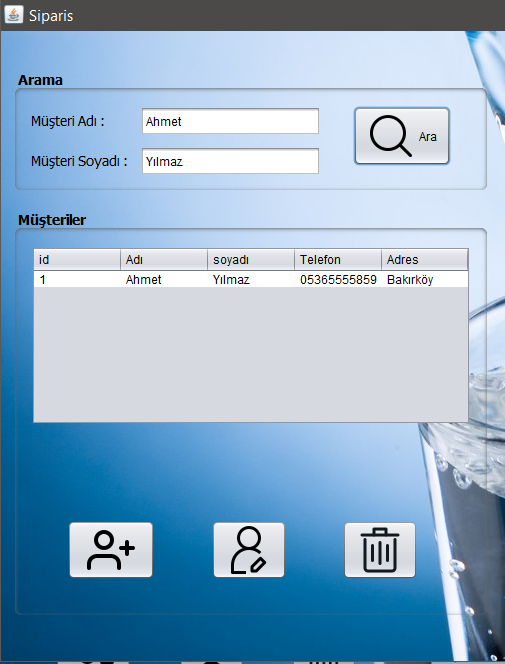 Siparis
Arama
Müşteri Adı :
Ahmet
Müşteri Soyadı :
Yılmaz
Ara
Müşteriler
id Adı soyadı Telefon Adres
1 Ahmet Yılmaz 05365555859 Bakırköy